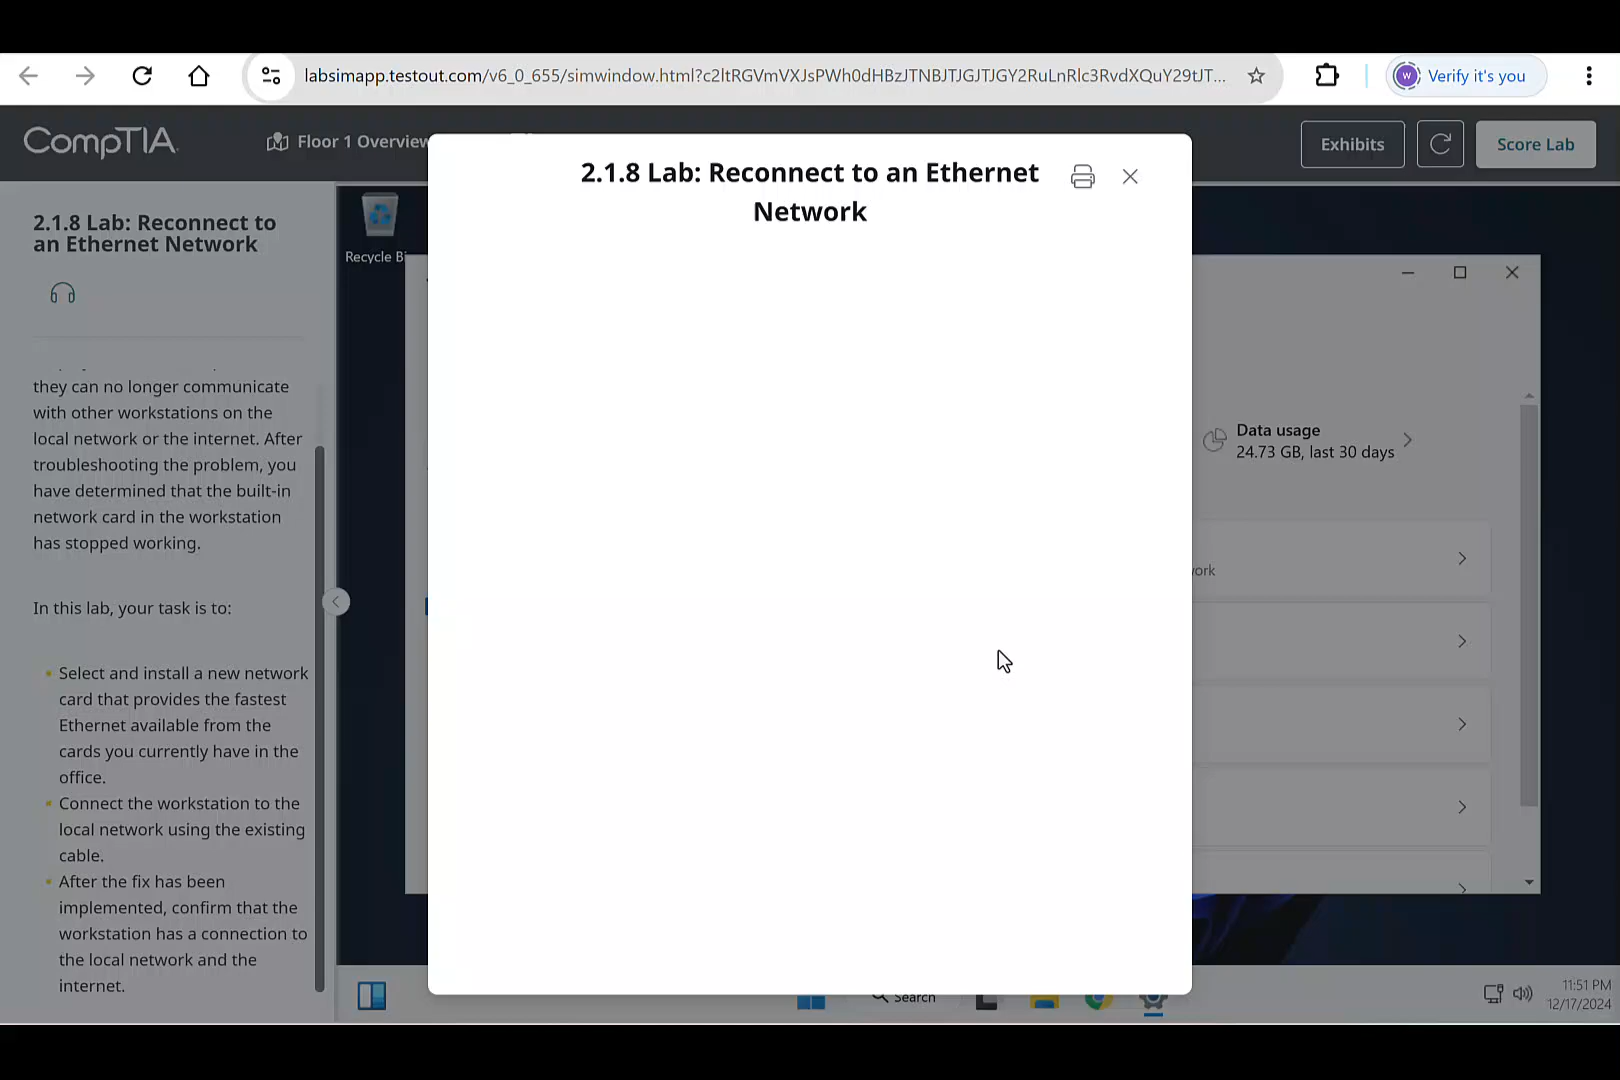 labsimapp.testout.com/v6_0_655/simwindow.html?c2ltRGVmVXJsPWh0dHBzJTNBJTJGJTJGY2RuLnRlc3RvdXQuY29tJT...
W
Verify it's you
CompTIA.
Floor 1 Overview
Exhibits
Score Lab
2.1.8 Lab: Reconnect to an Ethernet
Network
2.1.8 Lab: Reconnect to
an Ethernet Network
Recycle Bi
they can no longer communicate
with other workstations on the
local network or the internet. After
troubleshooting the problem, you
have determined that the built-in
network card in the workstation
has stopped working.
In this lab, your task is to:
Select and install a new network
card that provides the fastest
Ethernet available from the
cards you currently have in the
office.
Connect the workstation to the
local network using the existing
cable.
After the fix has been
implemented, confirm that the
workstation has a connection to
the local network and the
internet.
Data usage
24.73 GB, last 30 days
ork
Search
11:51 PM
12/17/2024